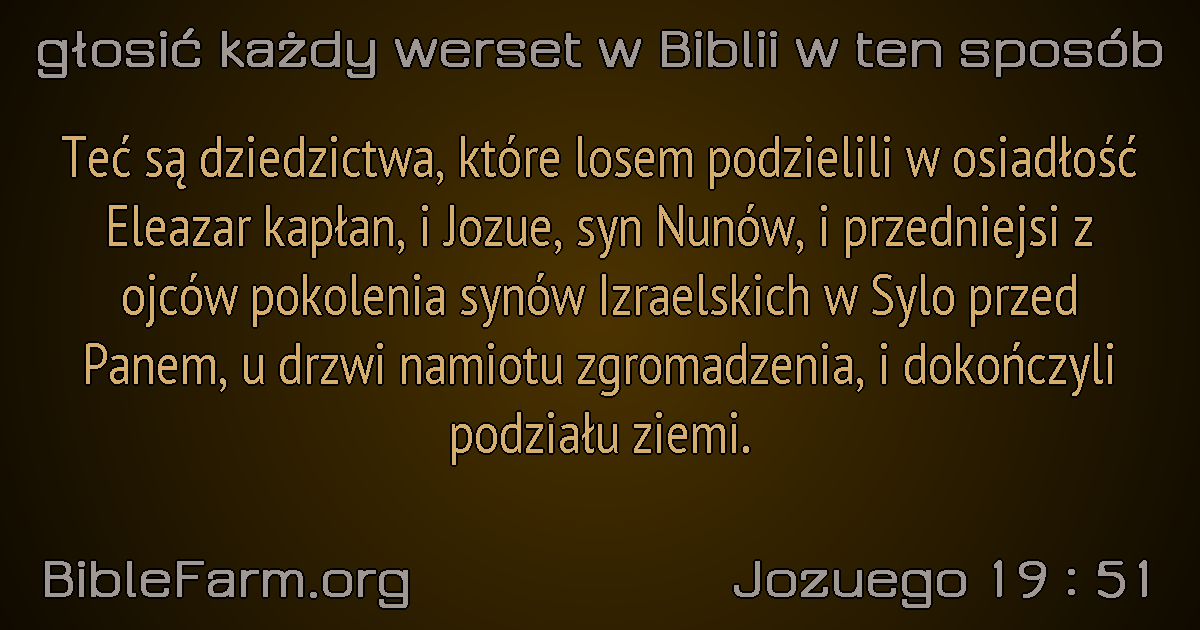 głosić każdy werset w Biblii w ten sposób
Teć są dziedzictwa, które losem podzielili w osiadłość
Eleazar kapłan, i Jozue, syn Nunów, i przedniejsi z
ojców pokolenia synów Izraelskich w Sylo przed
Panem, u drzwi namiotu zgromadzenia, i dokończyli
podziału ziemi.
BibleFarm.org
Jozuego 19 : 51